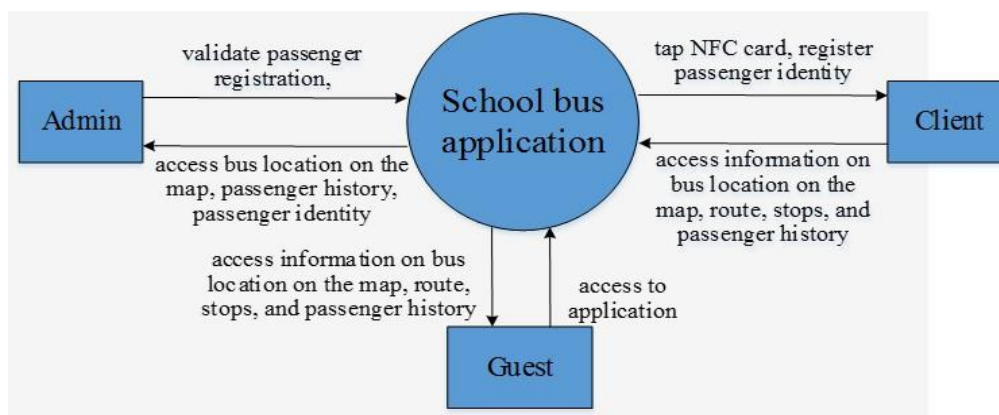 validate passenger
registration,
tap NFC card, register
passenger identity
Admin
School bus
application
Client
access bus location on the
map, passenger history,
passenger identity
access information on
bus location on the
map, route, stops, and
passenger history
access information on bus
location on the map, route,
stops, and passenger history
access to
application
Guest